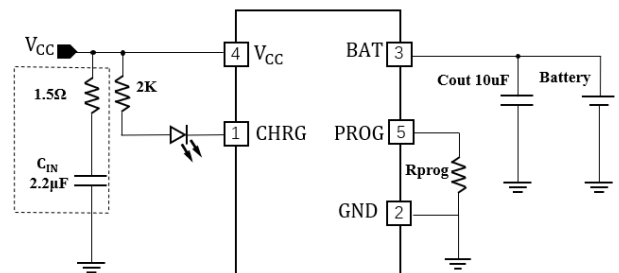 VCC
4
VCC
BAT
3
1.5Ω
2K
Cout 10uF
Battery
1
CHRG
PROG
5
CIN
2.2μF
Rprog
GND
2